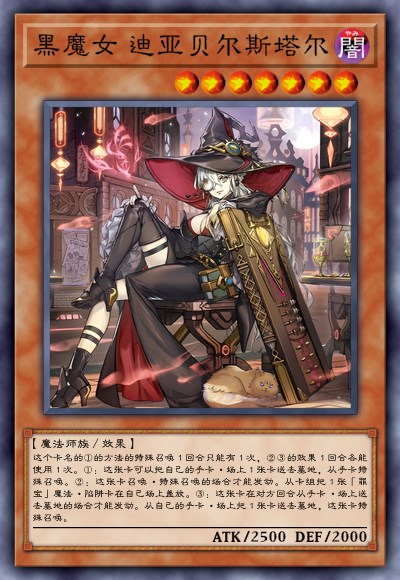 黑魔女 迪亚贝尔斯塔尔
やみ
闇
【魔法师族／效果】
这个卡名的①的方法的特殊召唤1回合只能有1次，②③的效果1回合各能
使用1次。①：这张卡可以把自己的手卡·场上1张卡送去墓地，从手卡特
殊召唤。②：这张卡召唤·特殊召唤的场合才能发动。从卡组把1张「罪
宝」魔法·陷阱卡在自己场上盖放。③：这张卡在对方回合从手卡·场上送
去墓地的场合才能发动。从自己的手卡·场上把1张卡送去墓地，这张卡特
殊召唤。
ATK/2500 DEF/2000